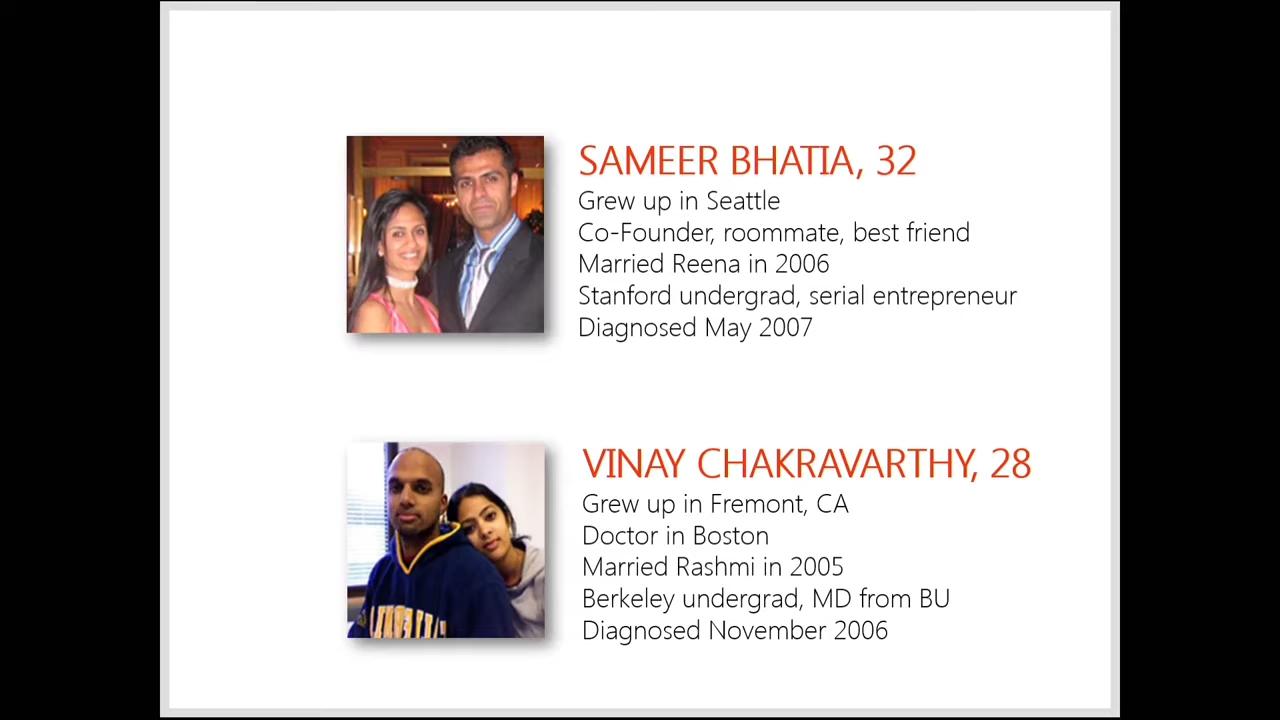 SAMEER BHATIA, 32
Grew up in Seattle
Co-Founder, roommate, best friend
Married Reena in 2006
Stanford undergrad, serial entrepreneur
Diagnosed May 2007
VINAY CHAKRAVARTHY, 28
Grew up in Fremont, CA
Doctor in Boston
Married Rashmi in 2005
Berkeley undergrad, MD from BU
Diagnosed November 2006